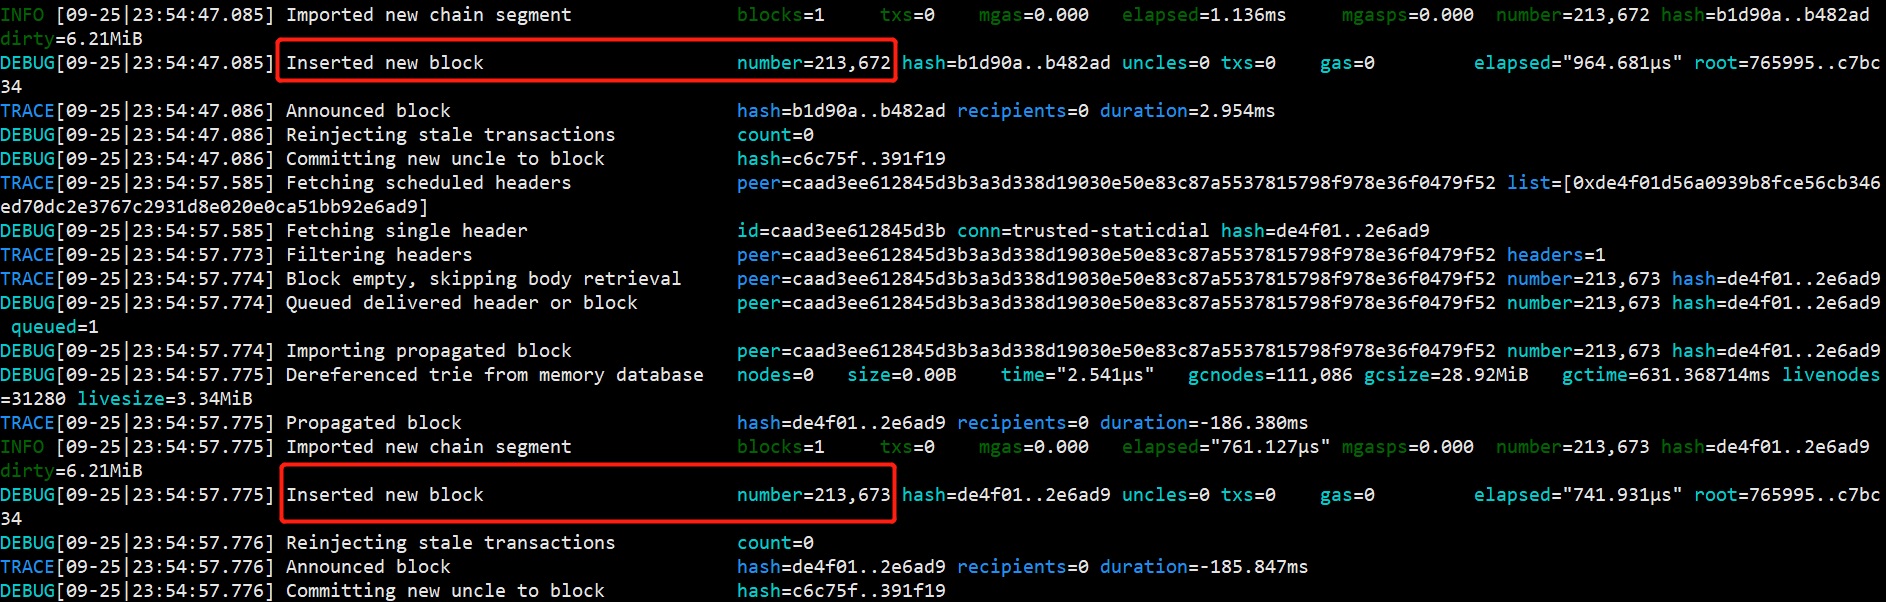 INFO [09-25|23:54:47.085] Imported new chain segment blocks=1 txs=0 mgas=0.000 elapsed=1.136ms mgasps=0.000 number=213,672 hash=b1d90a..b482ad
dirty=6.21MiB
DEBUG[09-25|23:54:47.085] Inserted new block number=213,672 hash=b1d90a..b482ad uncles=0 txs=0 gas=0 elapsed="964.681µs" root=765995..c7bc
34
TRACE[09-25|23:54:47.086] Announced block hash=b1d90a..b482ad recipients=0 duration=2.954ms
DEBUG[09-25|23:54:47.086] Reinjecting stale transactions count=0
DEBUG[09-25|23:54:47.086] Committing new uncle to block hash=c6c75f..391f19
TRACE[09-25|23:54:57.585] Fetching scheduled headers peer=caad3ee612845d3b3a3d338d19030e50e83c87a5537815798f978e36f0479f52 list=[0xde4f01d56a0939b8fce56cb346
ed70dc2e3767c2931d8e020e0ca51bb92e6ad9]
DEBUG[09-25|23:54:57.585] Fetching single header id=caad3ee612845d3b conn=trusted-staticdial hash=de4f01..2e6ad9
TRACE[09-25|23:54:57.773] Filtering headers peer=caad3ee612845d3b3a3d338d19030e50e83c87a5537815798f978e36f0479f52 headers=1
TRACE[09-25|23:54:57.774] Block empty, skipping body retrieval peer=caad3ee612845d3b3a3d338d19030e50e83c87a5537815798f978e36f0479f52 number=213,673 hash=de4f01..2e6ad9
DEBUG[09-25|23:54:57.774] Queued delivered header or block peer=caad3ee612845d3b3a3d338d19030e50e83c87a5537815798f978e36f0479f52 number=213,673 hash=de4f01..2e6ad9
queued=1
DEBUG[09-25|23:54:57.774] Importing propagated block peer=caad3ee612845d3b3a3d338d19030e50e83c87a5537815798f978e36f0479f52 number=213,673 hash=de4f01..2e6ad9
DEBUG[09-25|23:54:57.775] Dereferenced trie from memory database nodes=0 size=0.00B time="2.541µs" gcnodes=111,086 gcsize=28.92MiB gctime=631.368714ms livenodes
=31280 livesize=3.34MiB
TRACE[09-25|23:54:57.775] Propagated block hash=de4f01..2e6ad9 recipients=0 duration=-186.380ms
INFO [09-25|23:54:57.775] Imported new chain segment blocks=1 txs=0 mgas=0.000 elapsed="761.127µs" mgasps=0.000 number=213,673 hash=de4f01..2e6ad9
dirty=6.21MiB
DEBUG[09-25|23:54:57.775] Inserted new block number=213,673 hash=de4f01..2e6ad9 uncles=0 txs=0 gas=0 elapsed="741.931µs" root=765995..c7bc
34
DEBUG[09-25|23:54:57.776] Reinjecting stale transactions count=0
TRACE[09-25|23:54:57.776] Announced block hash=de4f01..2e6ad9 recipients=0 duration=-185.847ms
DEBUG[09-25|23:54:57.776] Committing new uncle to block hash=c6c75f..391f19